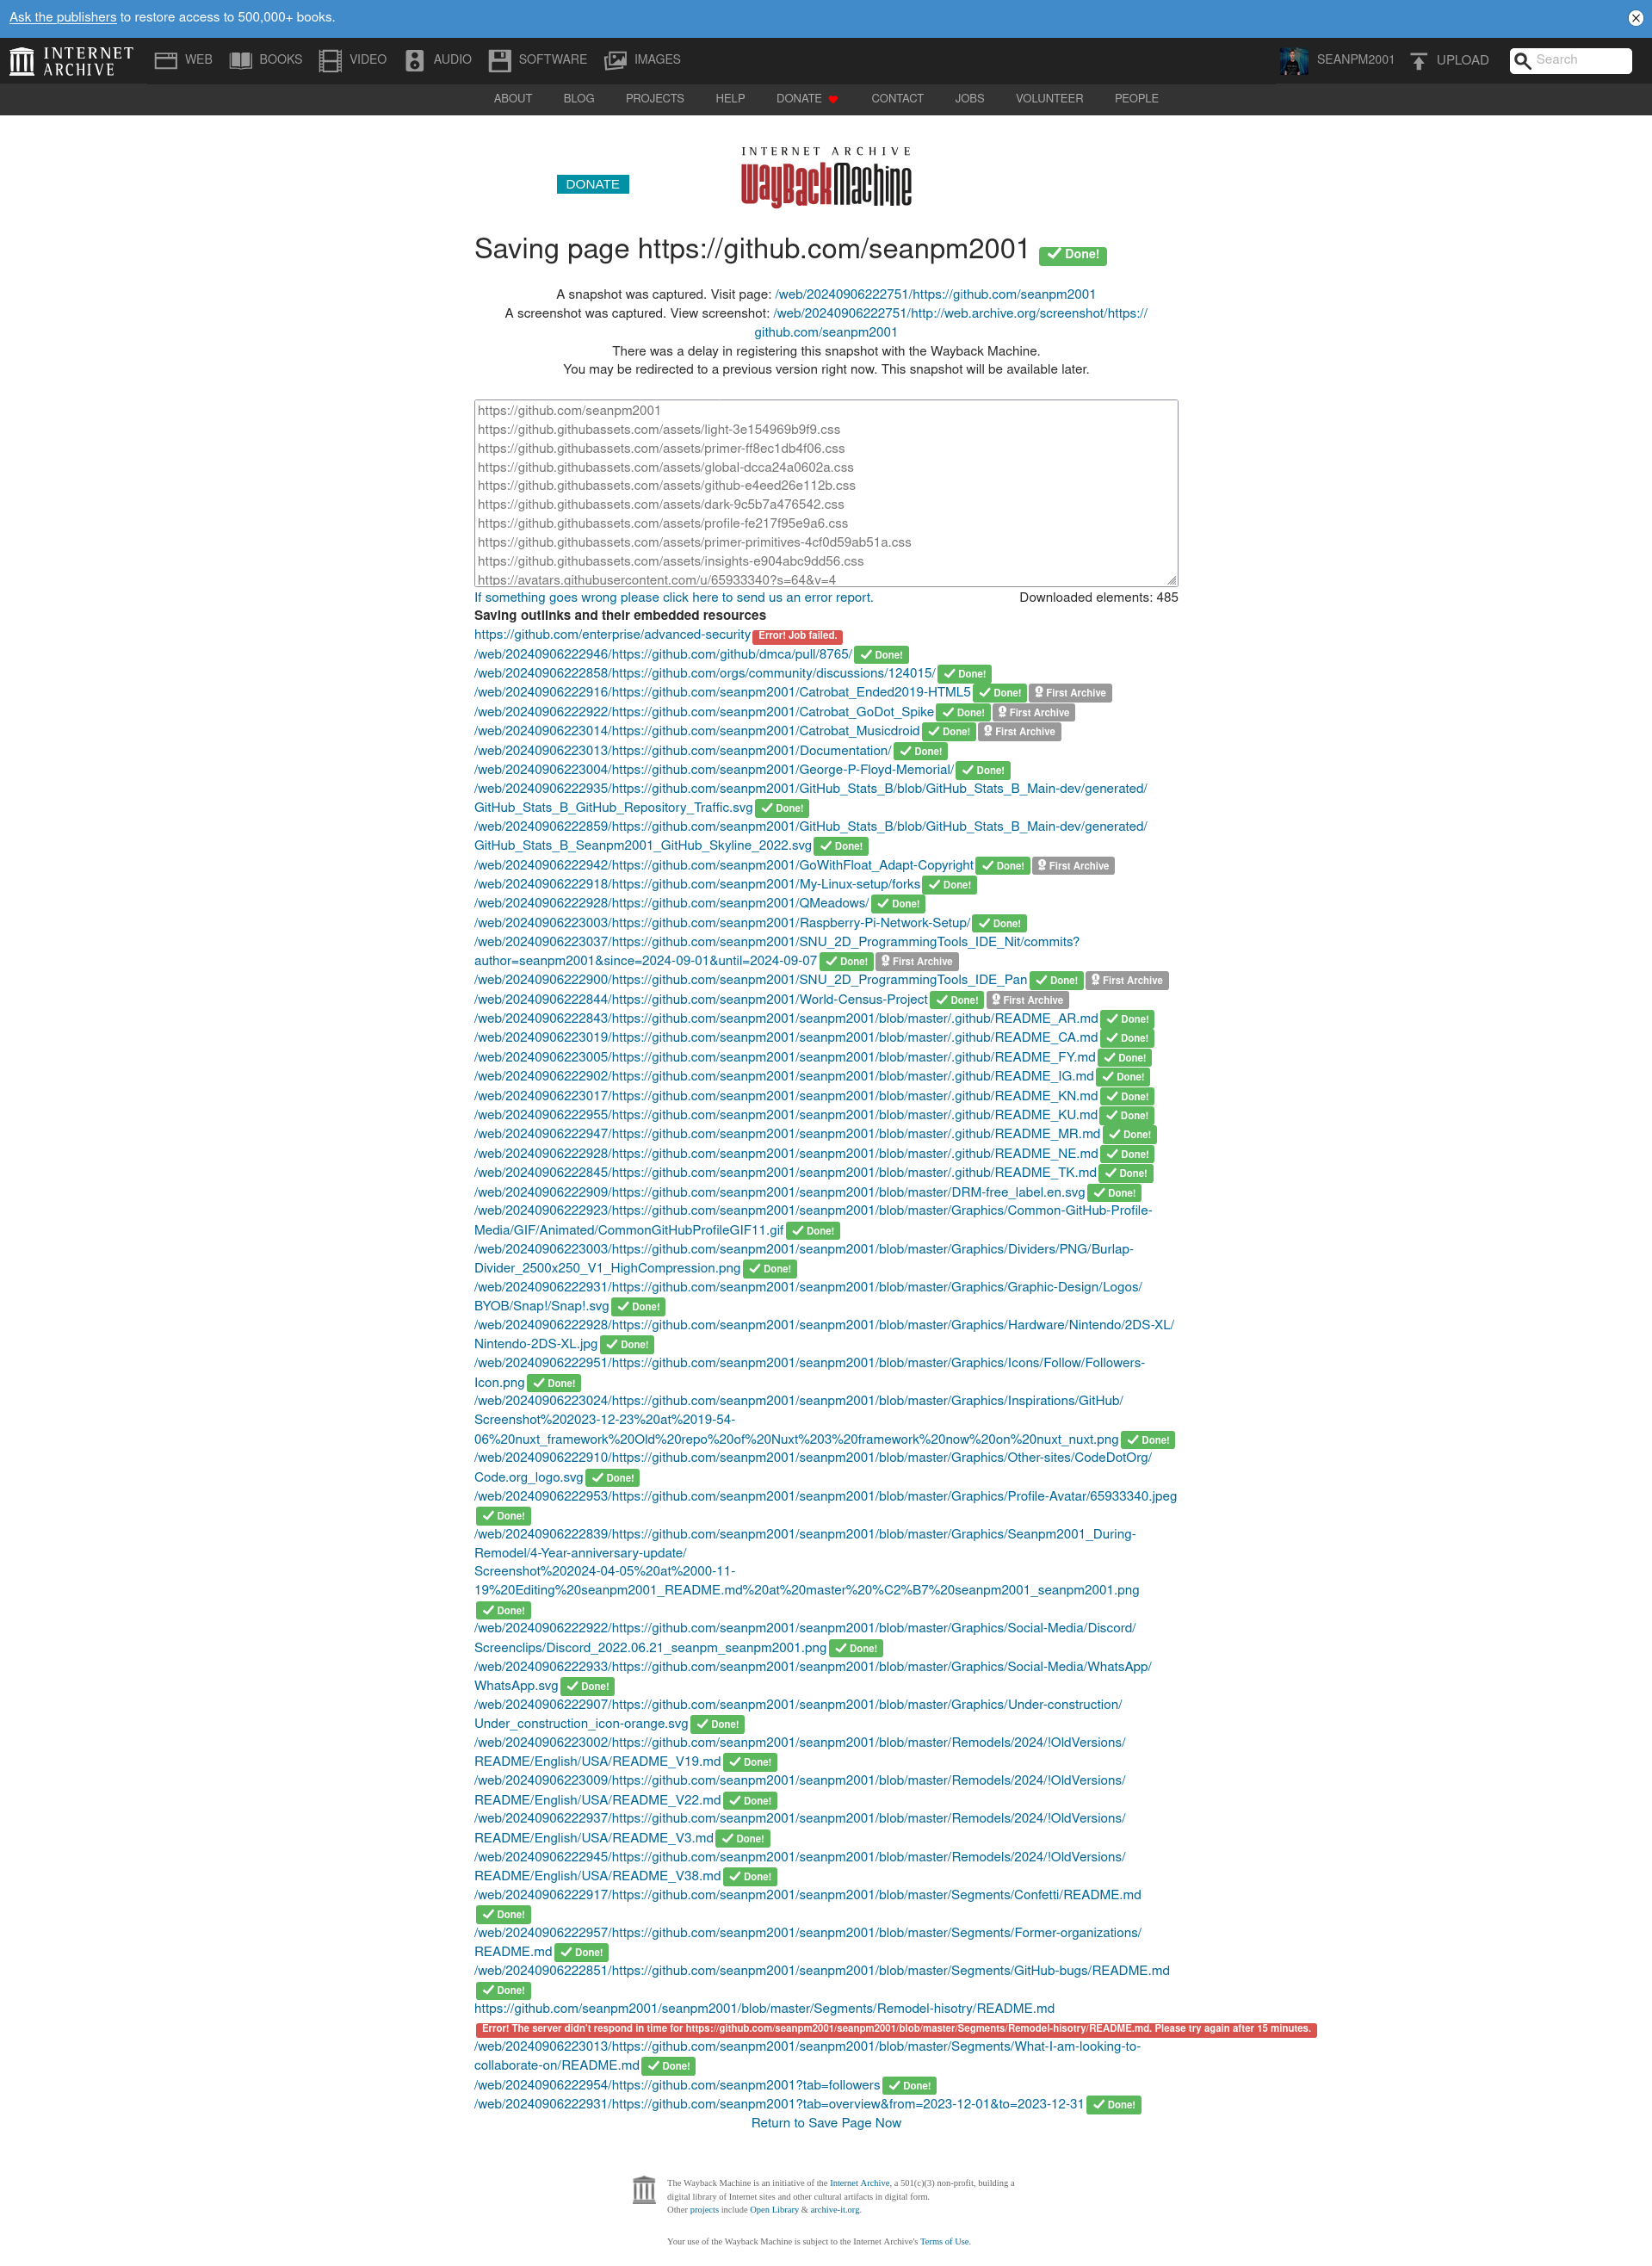 Ask the publishers to restore access to 500,000+ books.
INTERNET ARCHIVE
WEB BOOKS VIDEO AUDIO SOFTWARE IMAGES SEANPM2001 UPLOAD Search
ABOUT BLOG PROJECTS HELP DONATE CONTACT JOBS VOLUNTEER PEOPLE
DONATE
INTERNET ARCHIVE
WayBackMachine
Saving page https://github.com/seanpm2001 Done!
A snapshot was captured. Visit page: /web/20240906222751/https://github.com/seanpm2001
A screenshot was captured. View screenshot: /web/20240906222751/http://web.archive.org/screenshot/https://
github.com/seanpm2001
There was a delay in registering this snapshot with the Wayback Machine.
You may be redirected to a previous version right now. This snapshot will be available later.
https://github.com/seanpm2001
https://github.githubassets.com/assets/light-3e154969b9f9.css
https://github.githubassets.com/assets/primer-ff8ec1db4f06.css
https://github.githubassets.com/assets/global-dcca24a0602a.css
https://github.githubassets.com/assets/github-e4eed26e112b.css
https://github.githubassets.com/assets/dark-9c5b7a476542.css
https://github.githubassets.com/assets/profile-fe217f95e9a6.css
https://github.githubassets.com/assets/primer-primitives-4cf0d59ab51a.css
https://github.githubassets.com/assets/insights-e904abc9dd56.css
https://avatars.githubusercontent.com/u/65933340?s=64&v=4
If something goes wrong please click here to send us an error report. Downloaded elements: 485
Saving outlinks and their embedded resources
https://github.com/enterprise/advanced-security Error! Job failed.
/web/20240906222946/https://github.com/github/dmca/pull/8765/ Done!
/web/20240906222858/https://github.com/orgs/community/discussions/124015/ Done!
/web/20240906222916/https://github.com/seanpm2001/Catrobat_Ended2019-HTML5 Done! First Archive
/web/20240906222922/https://github.com/seanpm2001/Catrobat_GoDot_Spike Done! First Archive
/web/20240906223014/https://github.com/seanpm2001/Catrobat_Musicdroid Done! First Archive
/web/20240906223013/https://github.com/seanpm2001/Documentation/ Done!
/web/20240906223004/https://github.com/seanpm2001/George-P-Floyd-Memorial/ Done!
/web/20240906222935/https://github.com/seanpm2001/GitHub_Stats_B/blob/GitHub_Stats_B_Main-dev/generated/
GitHub_Stats_B_GitHub_Repository_Traffic.svg Done!
/web/20240906222859/https://github.com/seanpm2001/GitHub_Stats_B/blob/GitHub_Stats_B_Main-dev/generated/
GitHub_Stats_B_Seanpm2001_GitHub_Skyline_2022.svg Done!
/web/20240906222942/https://github.com/seanpm2001/GoWithFloat_Adapt-Copyright Done! First Archive
/web/20240906222918/https://github.com/seanpm2001/My-Linux-setup/forks Done!
/web/20240906222928/https://github.com/seanpm2001/QMeadows/ Done!
/web/20240906223003/https://github.com/seanpm2001/Raspberry-Pi-Network-Setup/ Done!
/web/20240906223037/https://github.com/seanpm2001/SNU_2D_ProgrammingTools_IDE_Nit/commits?
author=seanpm2001&since=2024-09-01&until=2024-09-07 Done! First Archive
/web/20240906222900/https://github.com/seanpm2001/SNU_2D_ProgrammingTools_IDE_Pan Done! First Archive
/web/20240906222844/https://github.com/seanpm2001/World-Census-Project Done! First Archive
/web/20240906222843/https://github.com/seanpm2001/seanpm2001/blob/master/.github/README_AR.md Done!
/web/20240906223019/https://github.com/seanpm2001/seanpm2001/blob/master/.github/README_CA.md Done!
/web/20240906223005/https://github.com/seanpm2001/seanpm2001/blob/master/.github/README_FY.md Done!
/web/20240906222902/https://github.com/seanpm2001/seanpm2001/blob/master/.github/README_IG.md Done!
/web/20240906223017/https://github.com/seanpm2001/seanpm2001/blob/master/.github/README_KN.md Done!
/web/20240906222955/https://github.com/seanpm2001/seanpm2001/blob/master/.github/README_KU.md Done!
/web/20240906222947/https://github.com/seanpm2001/seanpm2001/blob/master/.github/README_MR.md Done!
/web/20240906222928/https://github.com/seanpm2001/seanpm2001/blob/master/.github/README_NE.md Done!
/web/20240906222845/https://github.com/seanpm2001/seanpm2001/blob/master/.github/README_TK.md Done!
/web/20240906222909/https://github.com/seanpm2001/seanpm2001/blob/master/DRM-free_label.en.svg Done!
/web/20240906222923/https://github.com/seanpm2001/seanpm2001/blob/master/Graphics/Common-GitHub-Profile-
Media/GIF/Animated/CommonGitHubProfileGIF11.gif Done!
/web/20240906223003/https://github.com/seanpm2001/seanpm2001/blob/master/Graphics/Dividers/PNG/Burlap-
Divider_2500x250_V1_HighCompression.png Done!
/web/20240906222931/https://github.com/seanpm2001/seanpm2001/blob/master/Graphics/Graphic-Design/Logos/
BYOB/Snap!/Snap!.svg Done!
/web/20240906222928/https://github.com/seanpm2001/seanpm2001/blob/master/Graphics/Hardware/Nintendo/2DS-XL/
Nintendo-2DS-XL.jpg Done!
/web/20240906222951/https://github.com/seanpm2001/seanpm2001/blob/master/Graphics/Icons/Follow/Followers-
Icon.png Done!
/web/20240906223024/https://github.com/seanpm2001/seanpm2001/blob/master/Graphics/Inspirations/GitHub/
Screenshot%202023-12-23%20at%2019-54-
06%20nuxt_framework%20Old%20repo%20of%20Nuxt%203%20framework%20now%20on%20nuxt_nuxt.png Done!
/web/20240906222910/https://github.com/seanpm2001/seanpm2001/blob/master/Graphics/Other-sites/CodeDotOrg/
Code.org_logo.svg Done!
/web/20240906222953/https://github.com/seanpm2001/seanpm2001/blob/master/Graphics/Profile-Avatar/65933340.jpeg
Done!
/web/20240906222839/https://github.com/seanpm2001/seanpm2001/blob/master/Graphics/Seanpm2001_During-
Remodel/4-Year-anniversary-update/
Screenshot%202024-04-05%20at%2000-11-
19%20Editing%20seanpm2001_README.md%20at%20master%20%C2%B7%20seanpm2001_seanpm2001.png
Done!
/web/20240906222922/https://github.com/seanpm2001/seanpm2001/blob/master/Graphics/Social-Media/Discord/
Screenclips/Discord_2022.06.21_seanpm_seanpm2001.png Done!
/web/20240906222933/https://github.com/seanpm2001/seanpm2001/blob/master/Graphics/Social-Media/WhatsApp/
WhatsApp.svg Done!
/web/20240906222907/https://github.com/seanpm2001/seanpm2001/blob/master/Graphics/Under-construction/
Under_construction_icon-orange.svg Done!
/web/20240906223002/https://github.com/seanpm2001/seanpm2001/blob/master/Remodels/2024/!OldVersions/
README/English/USA/README_V19.md Done!
/web/20240906223009/https://github.com/seanpm2001/seanpm2001/blob/master/Remodels/2024/!OldVersions/
README/English/USA/README_V22.md Done!
/web/20240906222937/https://github.com/seanpm2001/seanpm2001/blob/master/Remodels/2024/!OldVersions/
README/English/USA/README_V3.md Done!
/web/20240906222945/https://github.com/seanpm2001/seanpm2001/blob/master/Remodels/2024/!OldVersions/
README/English/USA/README_V38.md Done!
/web/20240906222917/https://github.com/seanpm2001/seanpm2001/blob/master/Segments/Confetti/README.md
Done!
/web/20240906222957/https://github.com/seanpm2001/seanpm2001/blob/master/Segments/Former-organizations/
README.md Done!
/web/20240906222851/https://github.com/seanpm2001/seanpm2001/blob/master/Segments/GitHub-bugs/README.md
Done!
https://github.com/seanpm2001/seanpm2001/blob/master/Segments/Remodel-hisotry/README.md
Error! The server didn't respond in time for https://github.com/seanpm2001/seanpm2001/blob/master/Segments/Remodel-hisotry/README.md. Please try again after 15 minutes.
/web/20240906223013/https://github.com/seanpm2001/seanpm2001/blob/master/Segments/What-I-am-looking-to-
collaborate-on/README.md Done!
/web/20240906222954/https://github.com/seanpm2001?tab=followers Done!
/web/20240906222931/https://github.com/seanpm2001?tab=overview&from=2023-12-01&to=2023-12-31 Done!
Return to Save Page Now
The Wayback Machine is an initiative of the Internet Archive, a 501(c)(3) non-profit, building a
digital library of Internet sites and other cultural artifacts in digital form.
Other projects include Open Library & archive-it.org.
Your use of the Wayback Machine is subject to the Internet Archive's Terms of Use.